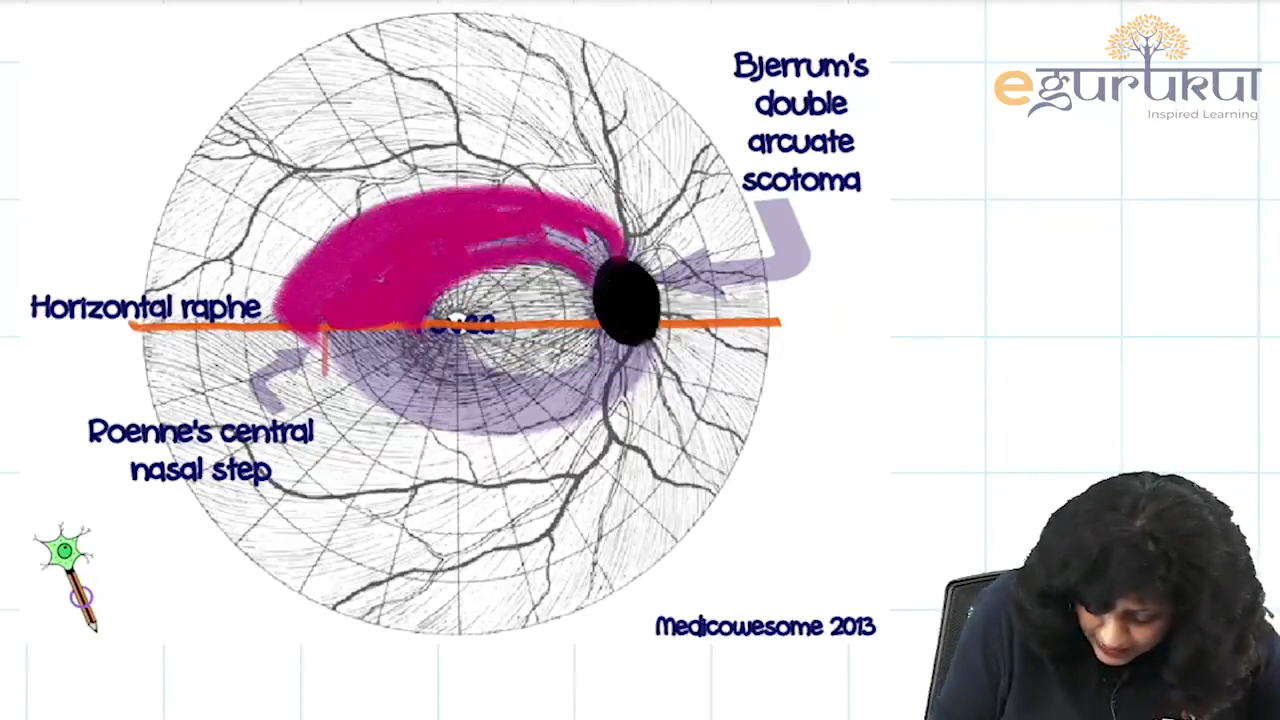 Bjerrum's
double
arcuate
scotoma
egurukul
Inspired Learning
Horizontal raphe
Roenne's central
nasal step
Medicowesome 2013